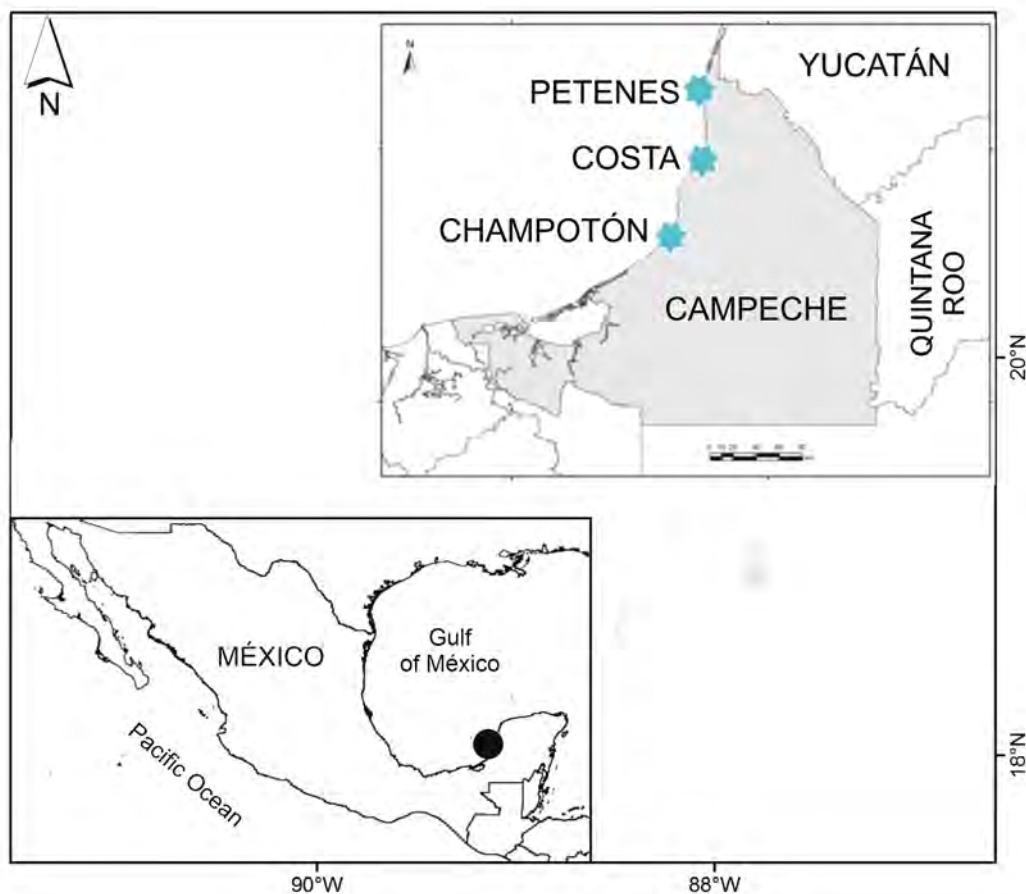 N
N
YUCATÁN
PETENES
COSTA
CHAMPOTÓN
CAMPECHE
QUINTANA
ROO
20°N
MÉXICO
Gulf
of México
Pacific Ocean
18°N
90°W
88°W